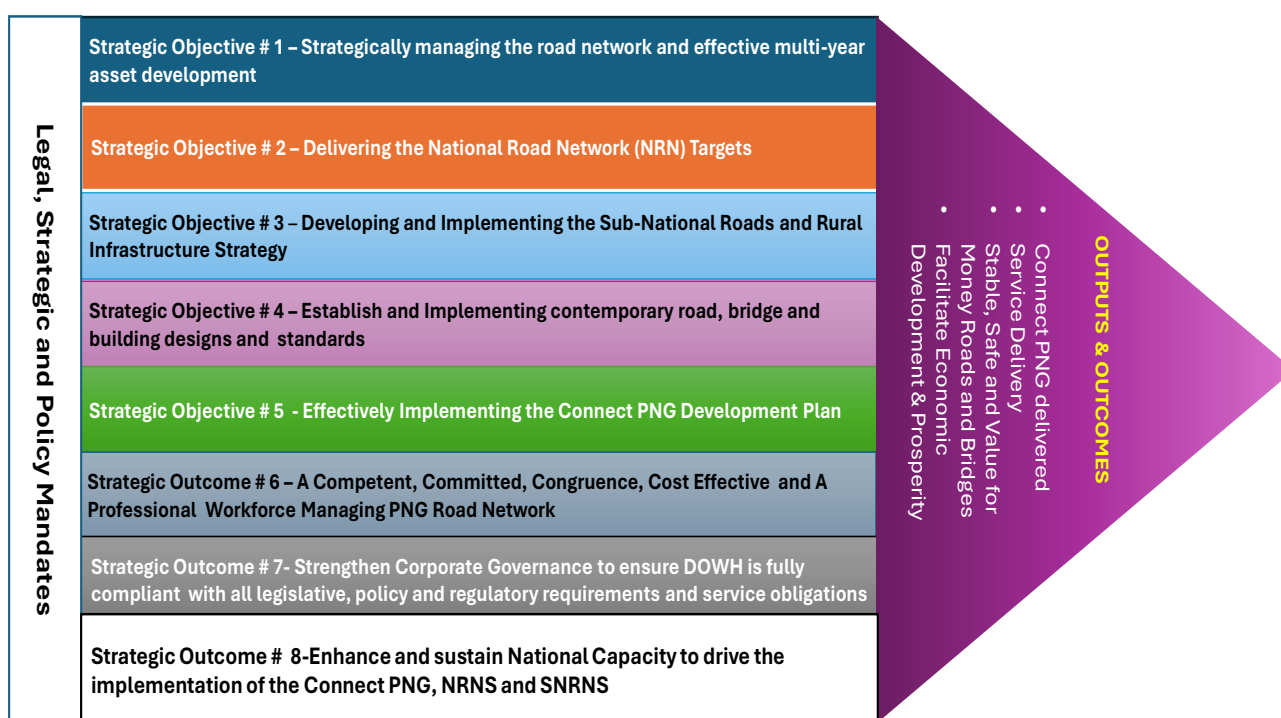 Legal, Strategic and Policy Mandates
Strategic Objective # 1 – Strategically managing the road network and effective multi-year
asset development
Strategic Objective # 2 – Delivering the National Road Network (NRN) Targets
Strategic Objective # 3 – Developing and Implementing the Sub-National Roads and Rural
Infrastructure Strategy
Strategic Objective # 4 – Establish and Implementing contemporary road, bridge and
building designs and standards
Strategic Objective # 5 - Effectively Implementing the Connect PNG Development Plan
Strategic Outcome # 6 – A Competent, Committed, Congruence, Cost Effective and A
Professional Workforce Managing PNG Road Network
Strategic Outcome # 7- Strengthen Corporate Governance to ensure DOWH is fully
compliant with all legislative, policy and regulatory requirements and service obligations
Strategic Outcome # 8-Enhance and sustain National Capacity to drive the
implementation of the Connect PNG, NRNS and SNRNS
OUTPUTS & OUTCOMES
• Connect PNG delivered
• Service Delivery
• Stable, Safe and Value for
Money Roads and Bridges
• Facilitate Economic
Development & Prosperity